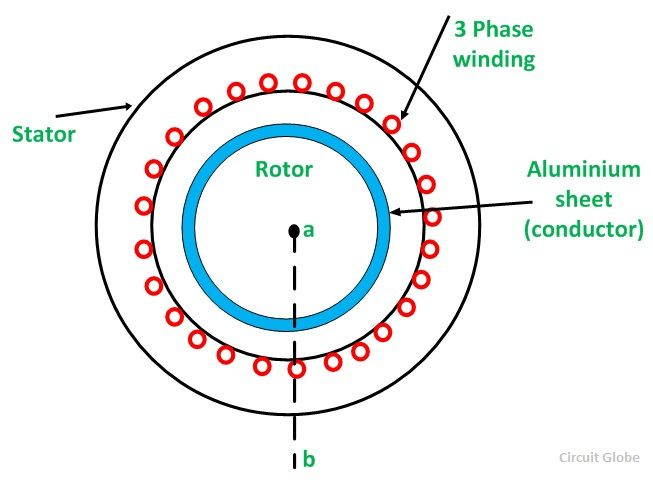 3 Phase
winding
Stator
Rotor
Aluminium
sheet
(conductor)
a
b
Circuit Globe